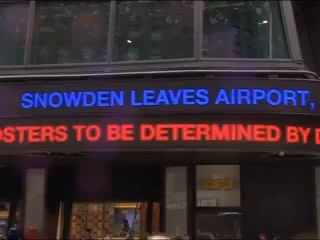 SNOWDEN LEAVES AIRPORT,
OSTERS TO BE DETERMINED BY D